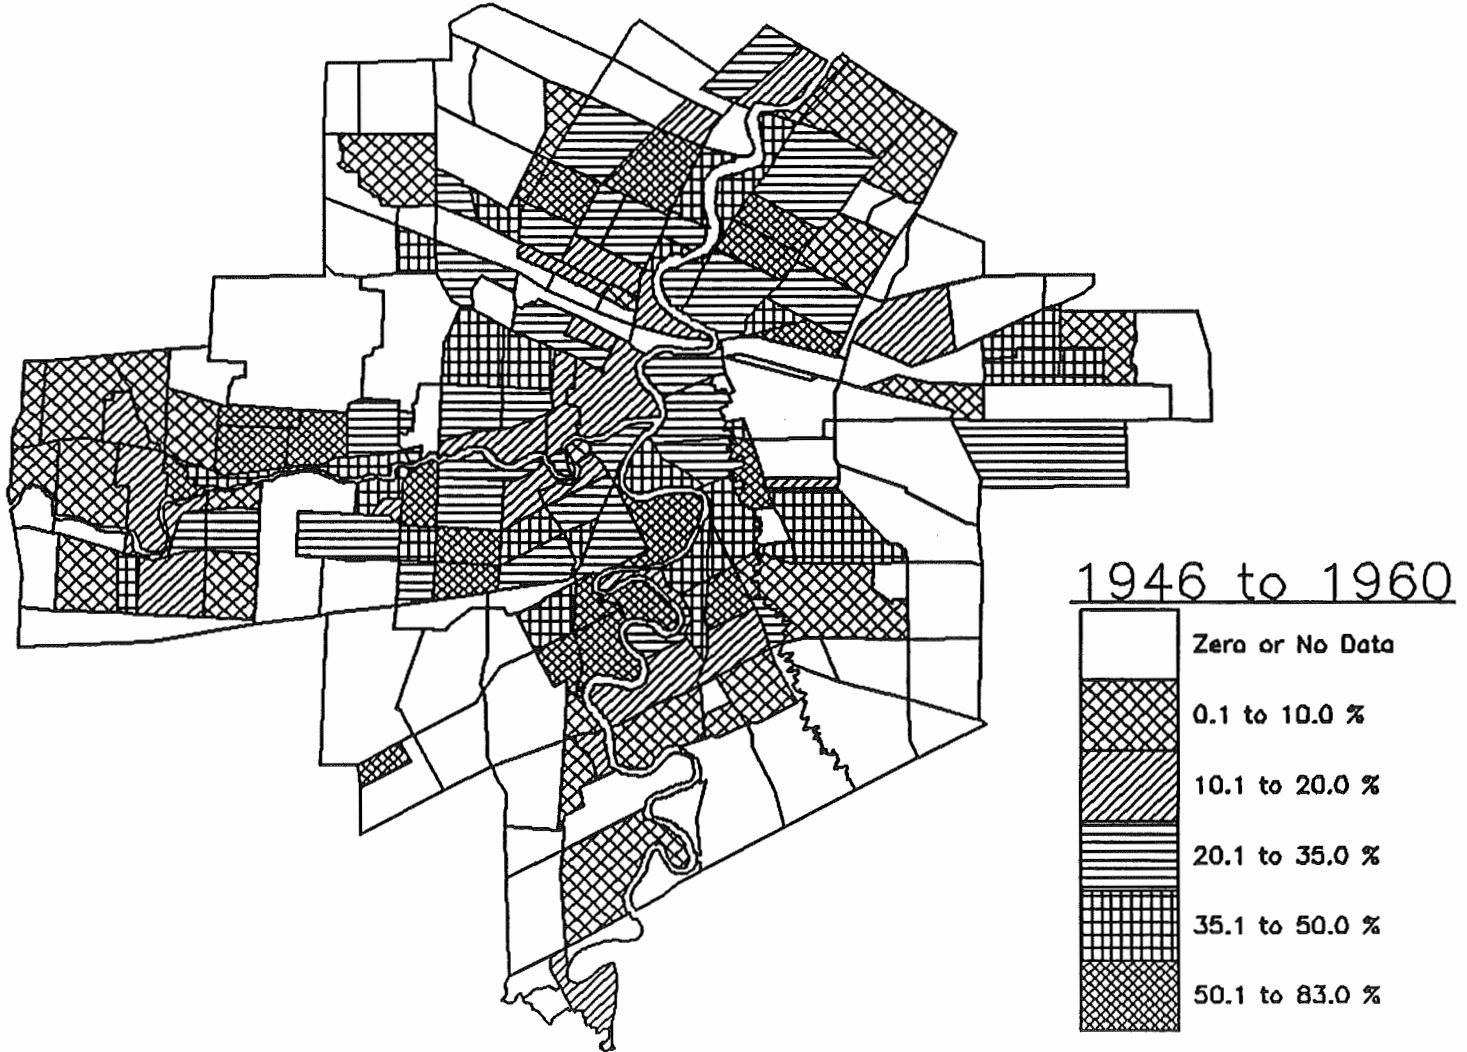 1946 to 1960
Zero or No Data
0.1 to 10.0 %
10.1 to 20.0 %
20.1 to 35.0 %
35.1 to 50.0 %
50.1 to 83.0 %